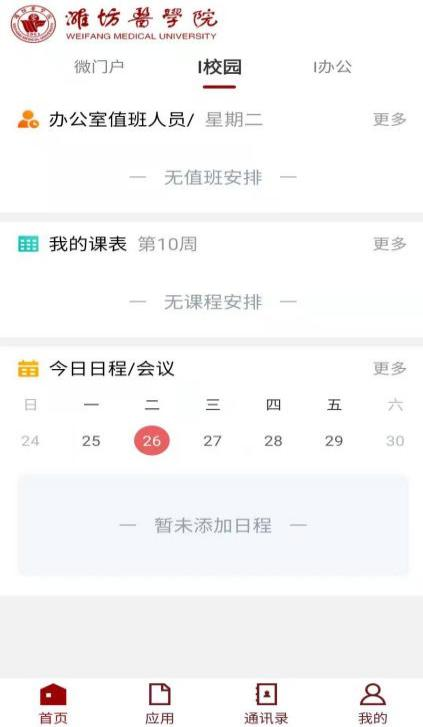 濰坊醫學院
WEIFANG MEDICAL UNIVERSITY
微门户 I校园 I办公
办公室值班人员/ 星期二 更多
— 无值班安排 —
我的课表 第10周 更多
— 无课程安排 —
今日日程/会议 更多
日 一 二 三 四 五 六
24 25 26 27 28 29 30
— 暂未添加日程 —
首页 应用 通讯录 我的